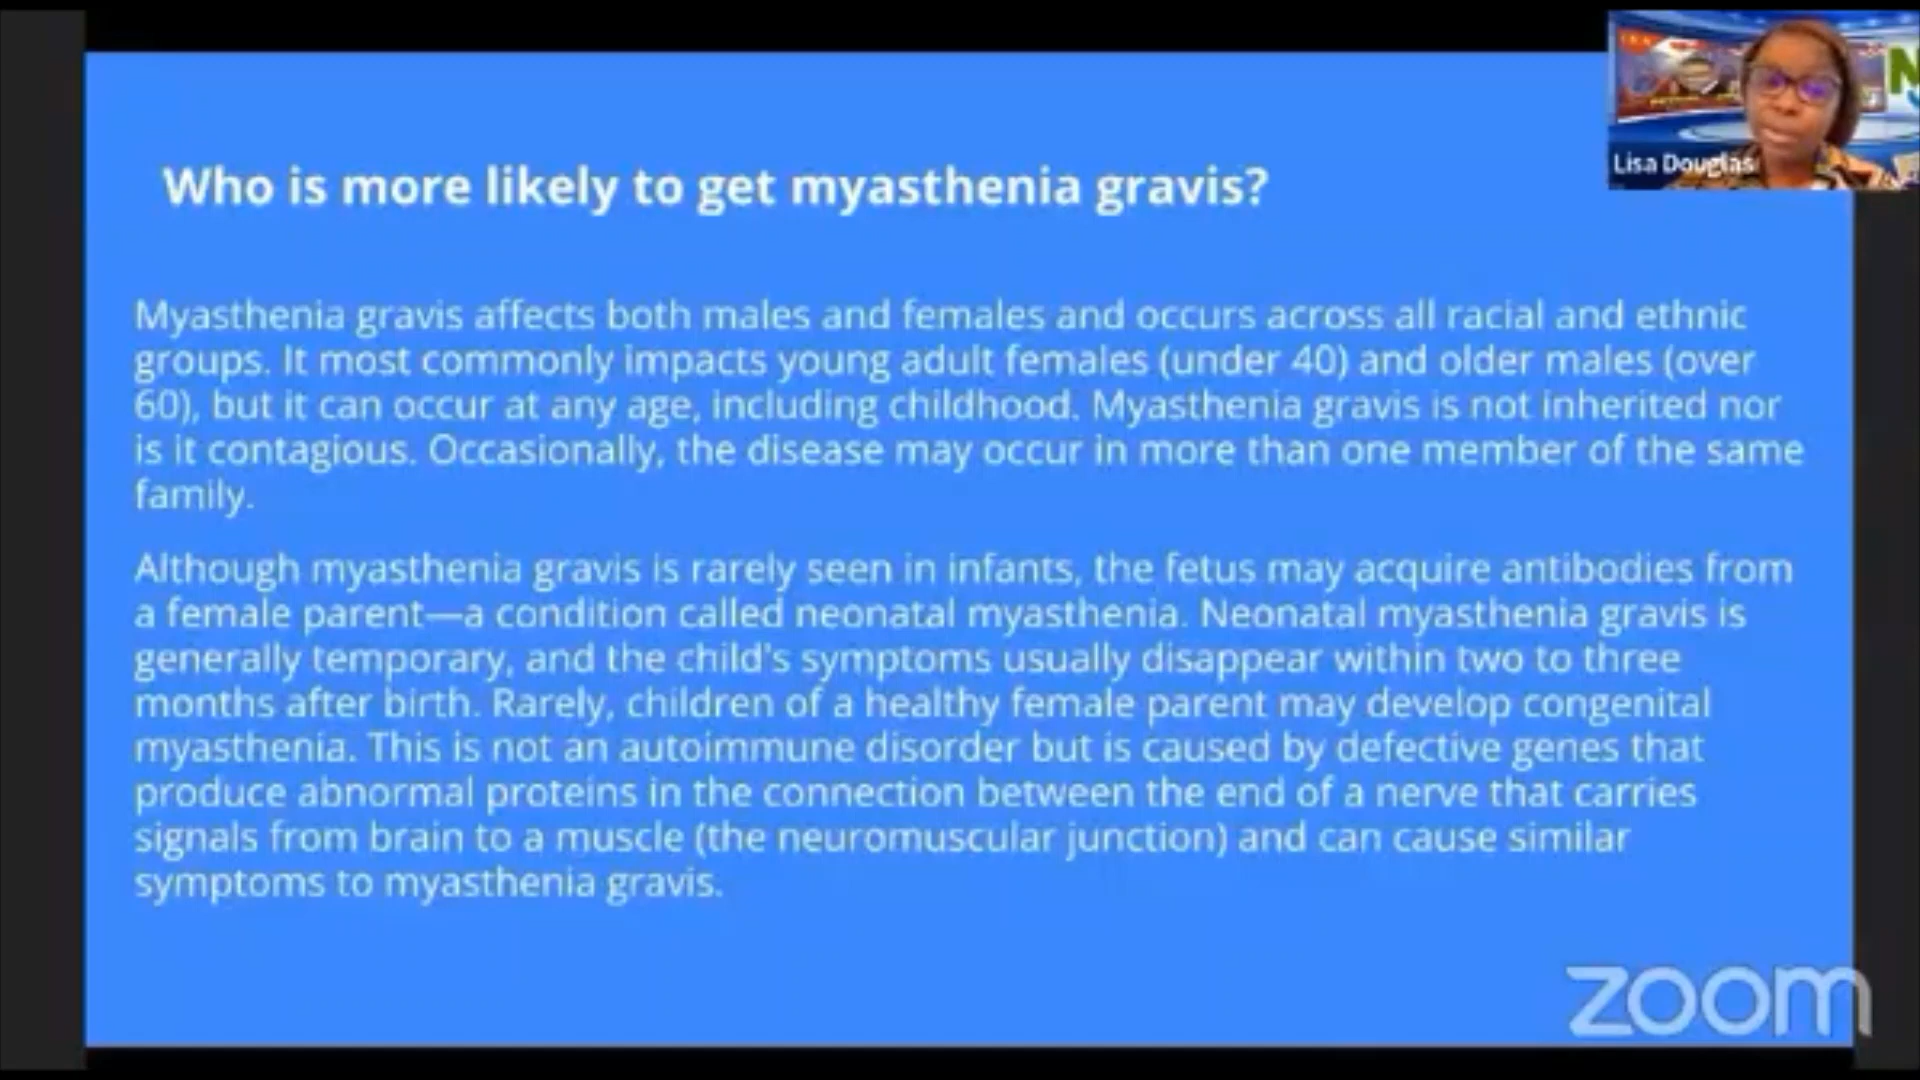 Who is more likely to get myasthenia gravis?
Lisa Douglas
Myasthenia gravis affects both males and females and occurs across all racial and ethnic
groups. It most commonly impacts young adult females (under 40) and older males (over
60), but it can occur at any age, including childhood. Myasthenia gravis is not inherited nor
is it contagious. Occasionally, the disease may occur in more than one member of the same
family.
Although myasthenia gravis is rarely seen in infants, the fetus may acquire antibodies from
a female parent—a condition called neonatal myasthenia. Neonatal myasthenia gravis is
generally temporary, and the child's symptoms usually disappear within two to three
months after birth. Rarely, children of a healthy female parent may develop congenital
myasthenia. This is not an autoimmune disorder but is caused by defective genes that
produce abnormal proteins in the connection between the end of a nerve that carries
signals from brain to a muscle (the neuromuscular junction) and can cause similar
symptoms to myasthenia gravis.
zoom